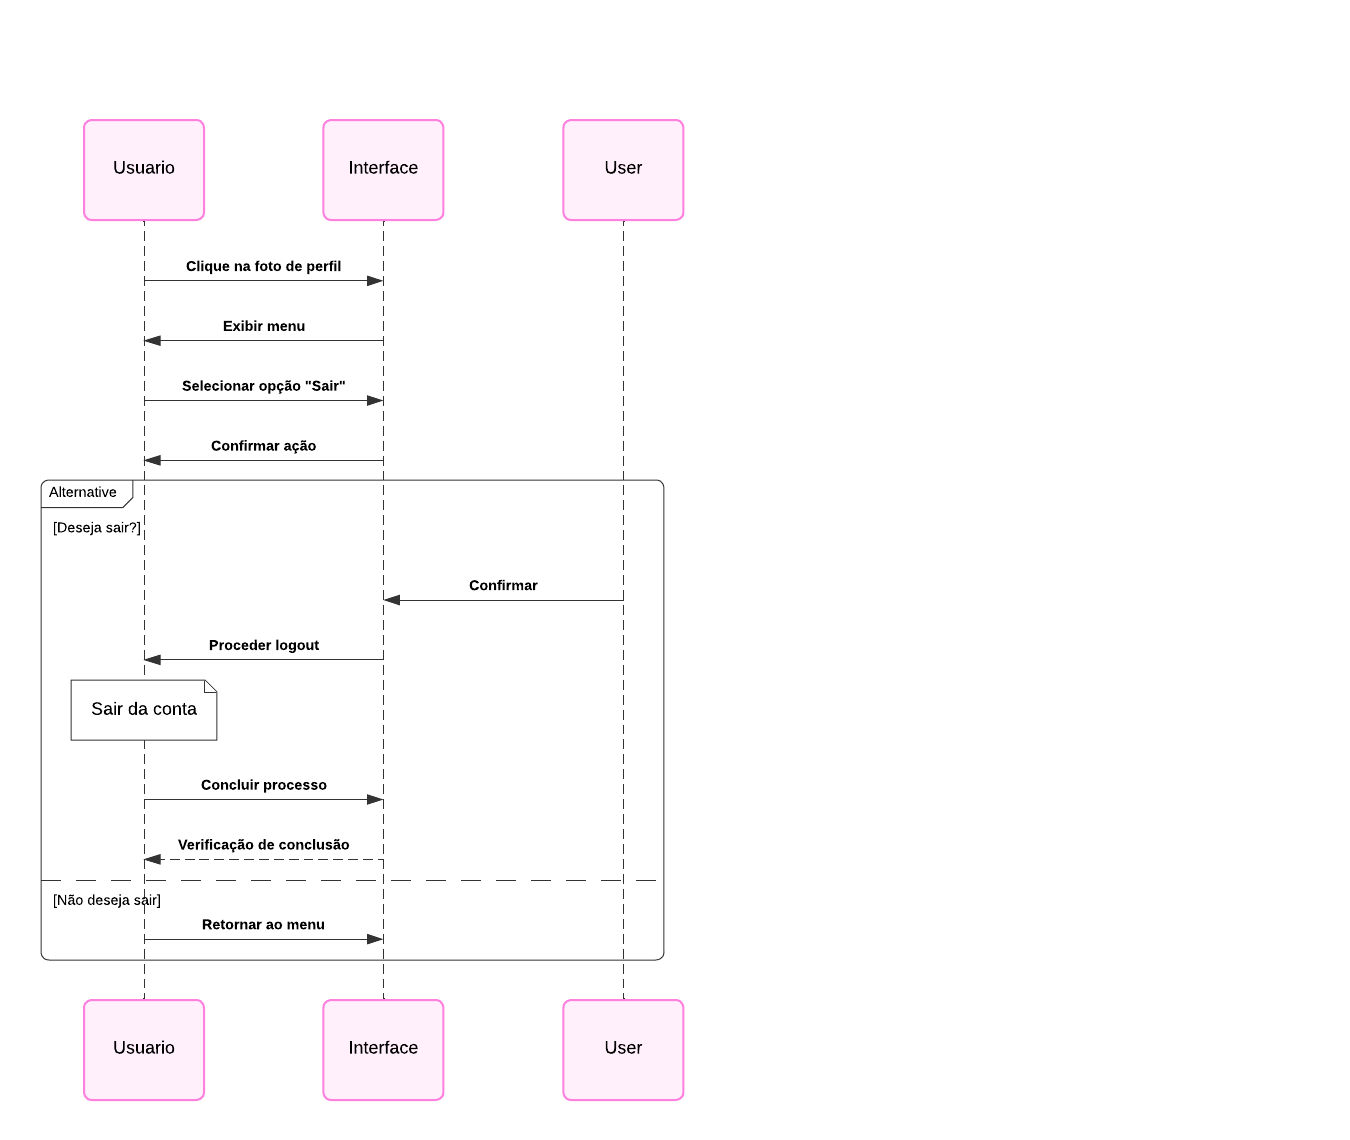 Usuario
Interface
User
Clique na foto de perfil
Exibir menu
Selecionar opção "Sair"
Confirmar ação
Alternative
[Deseja sair?]
Confirmar
Proceder logout
Sair da conta
Concluir processo
Verificação de conclusão
[Não deseja sair]
Retornar ao menu
Usuario
Interface
User